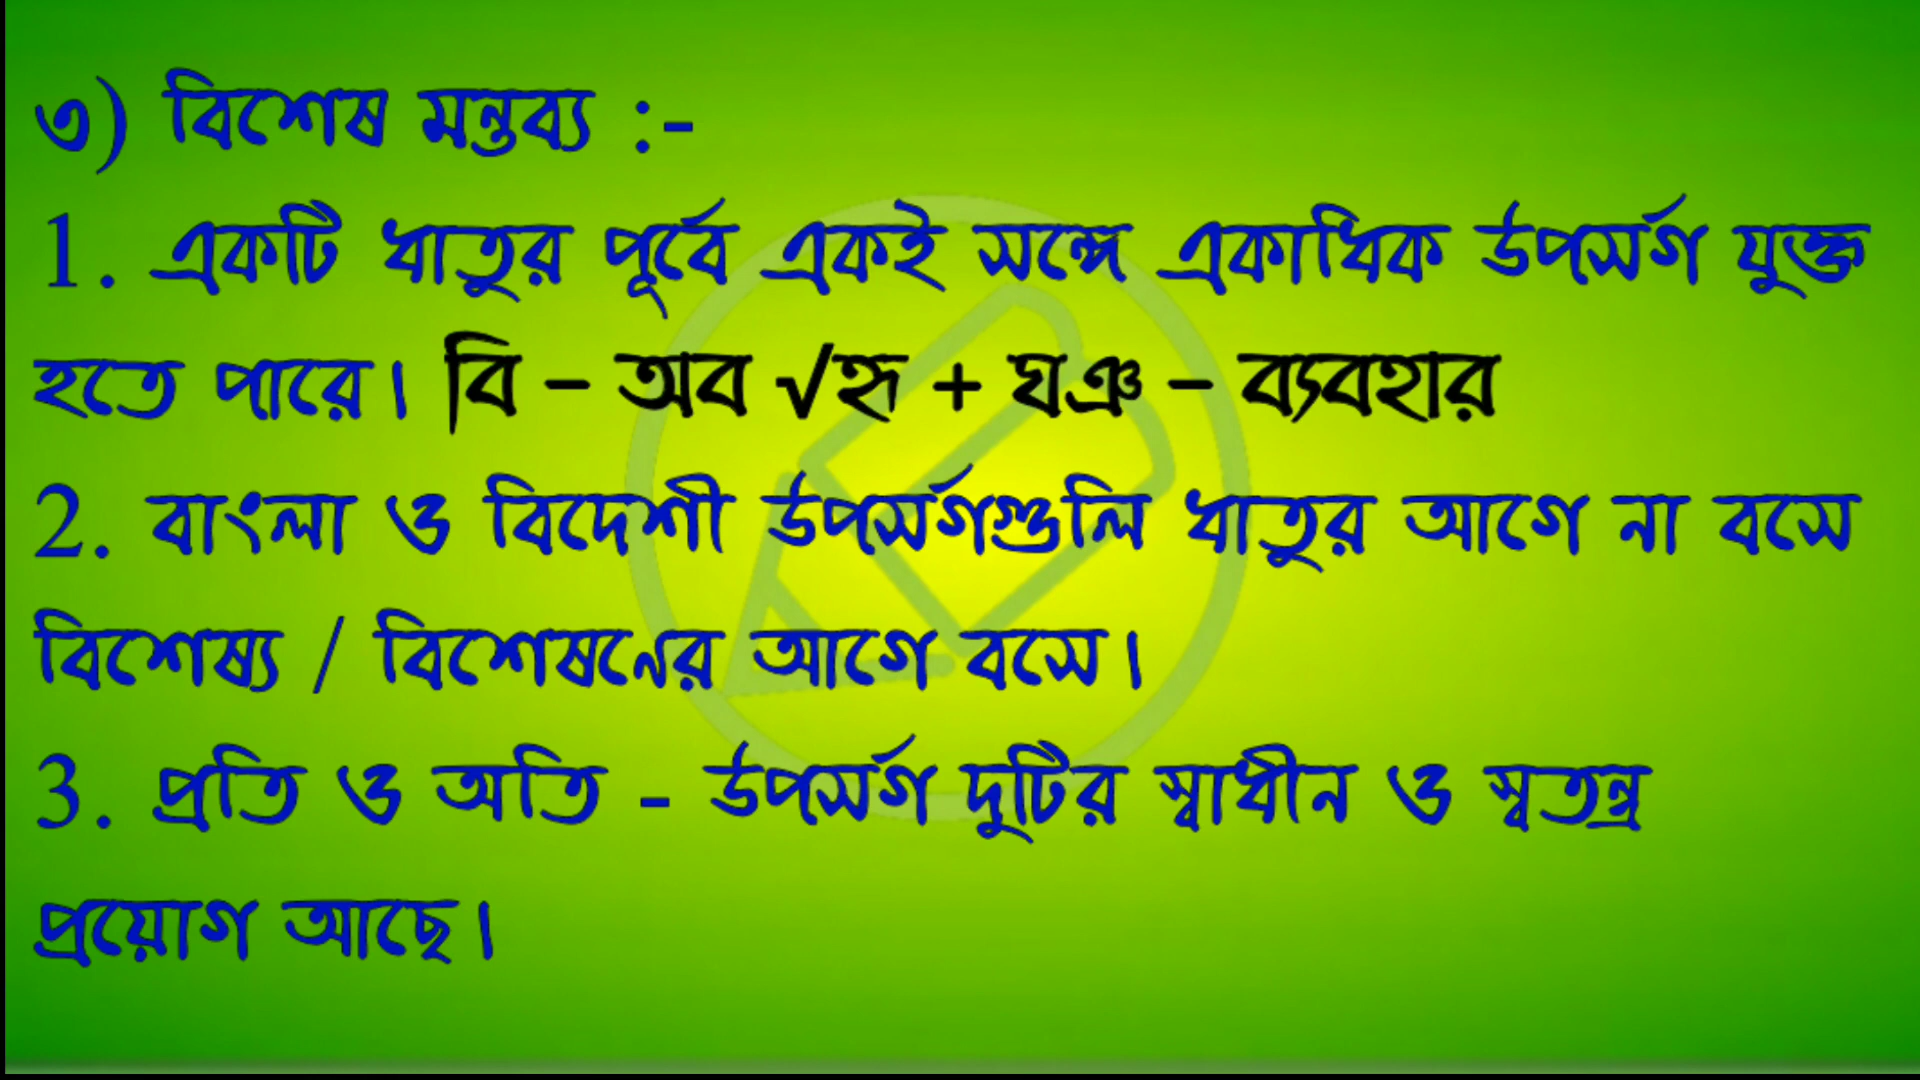 ৩) বিশেষ মন্তব্য :-
1. একটি ধাতুর পূর্বে একই সঙ্গে একাধিক উপসর্গ যুক্ত
হতে পারে। বি – অব √হৃ + ঘঞ – ব্যবহার
2. বাংলা ও বিদেশী উপসর্গগুলি ধাতুর আগে না বসে
বিশেষ্য / বিশেষণের আগে বসে।
3. প্রতি ও অতি - উপসর্গ দুটির স্বাধীন ও স্বতন্ত্র
প্রয়োগ আছে।